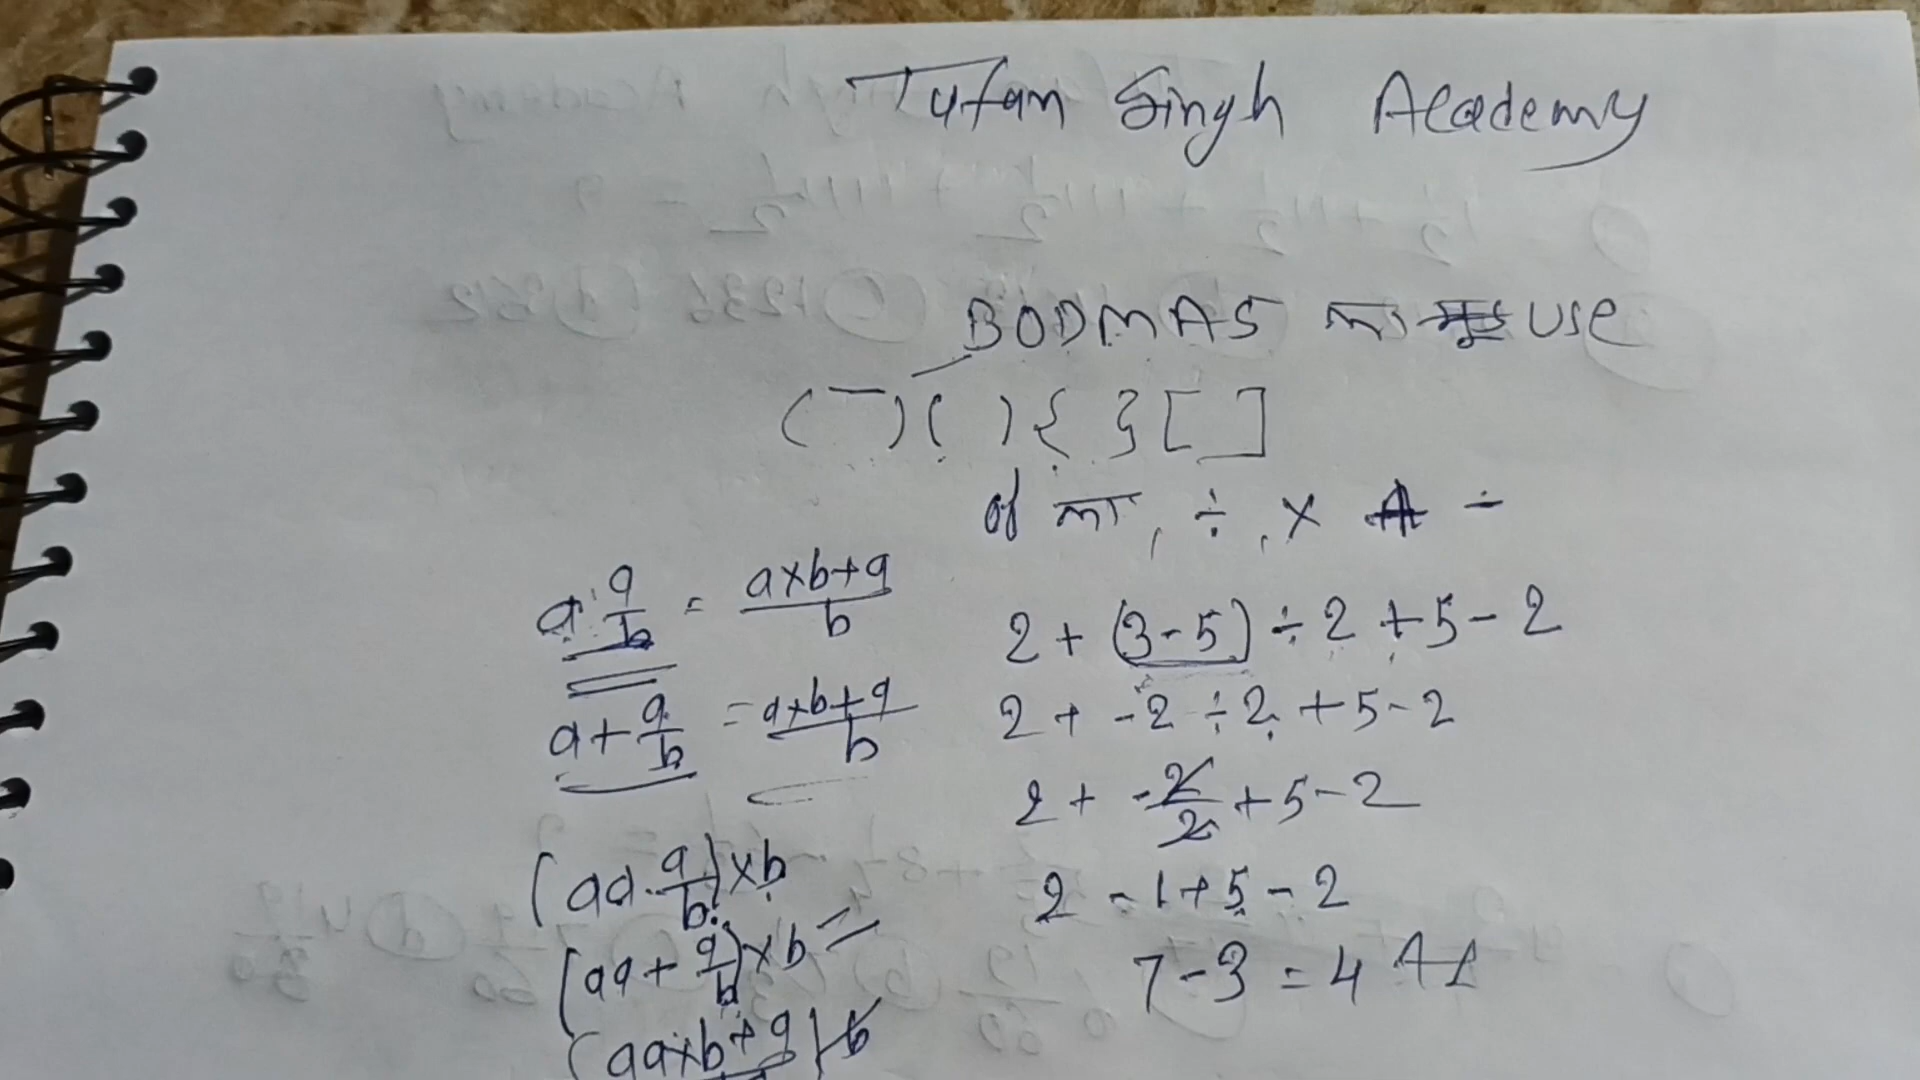 Tufan Singh Academy
BODMAS का use
( ‾ ) ( ) { } [ ]
of का, ÷, × A -
a a/b = a×b+a/b
a + a/b = a×b+a/b
(aa a/b) × b
(aa + a/b) × b =
(aa×b+a) b
2 + (3-5) ÷ 2 + 5 - 2
2 + -2 ÷ 2 + 5 - 2
2 + -2/2 + 5 - 2
2 - 1 + 5 - 2
7 - 3 = 4